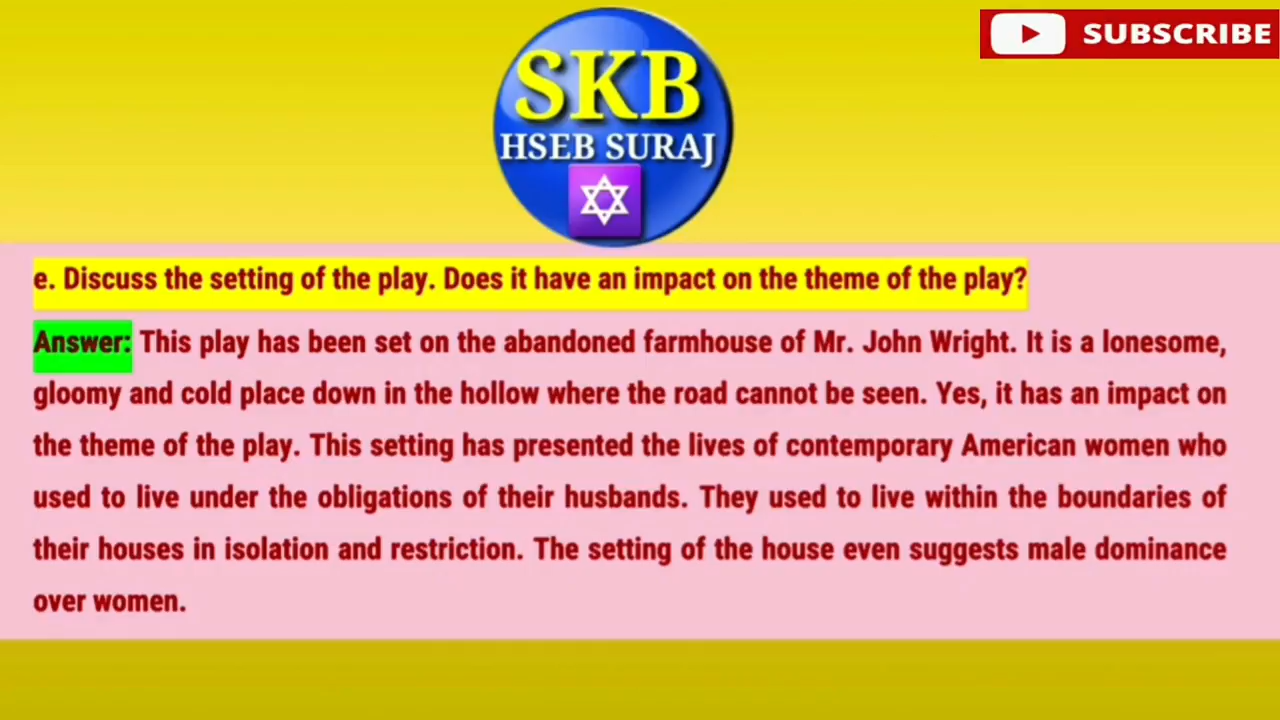 SUBSCRIBE
SKB
HSEB SURAJ
e. Discuss the setting of the play. Does it have an impact on the theme of the play?
Answer: This play has been set on the abandoned farmhouse of Mr. John Wright. It is a lonesome,
gloomy and cold place down in the hollow where the road cannot be seen. Yes, it has an impact on
the theme of the play. This setting has presented the lives of contemporary American women who
used to live under the obligations of their husbands. They used to live within the boundaries of
their houses in isolation and restriction. The setting of the house even suggests male dominance
over women.